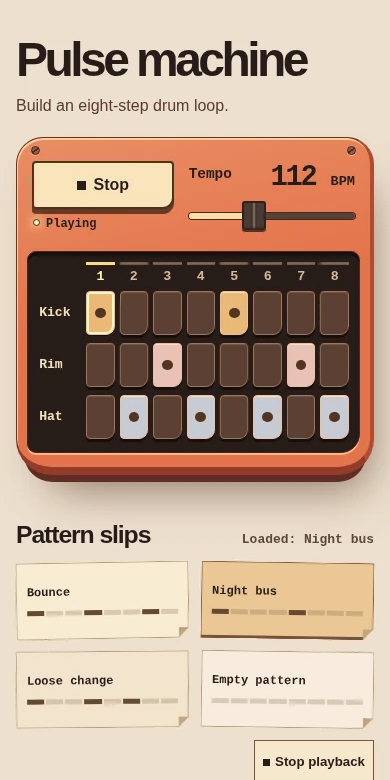 Pulse machine
Build an eight-step drum loop.
Stop
Tempo 112 BPM
Playing
1 2 3 4 5 6 7 8
Kick
Rim
Hat
Pattern slips
Loaded: Night bus
Bounce
Night bus
Loose change
Empty pattern
Stop playback